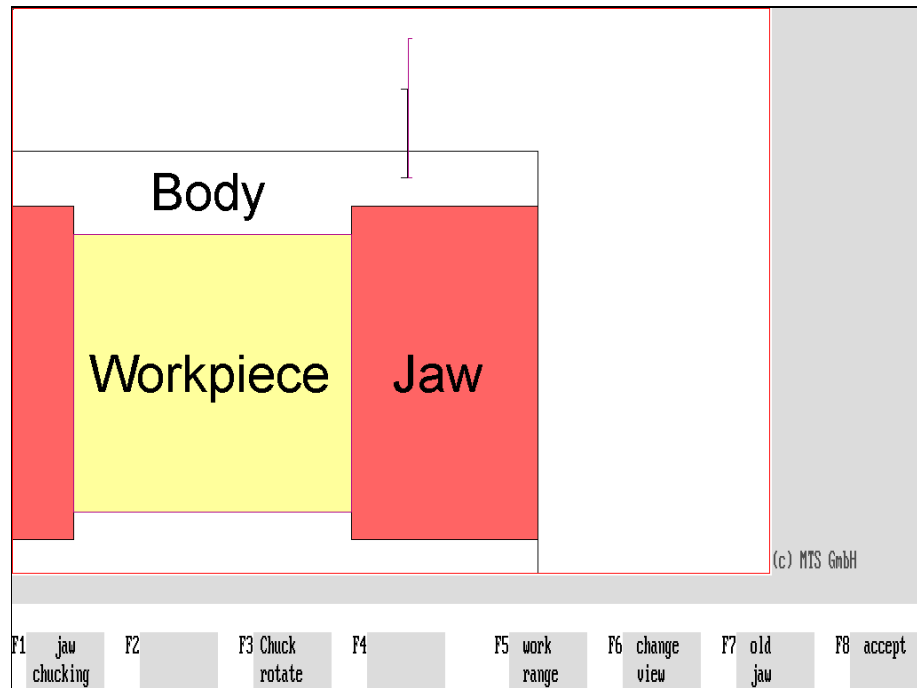 Body
Workpiece Jaw
(c) MTS GmbH
F1 jaw F2 F3 Chuck F4 F5 work F6 change F7 old F8 accept
chucking rotate range view jaw